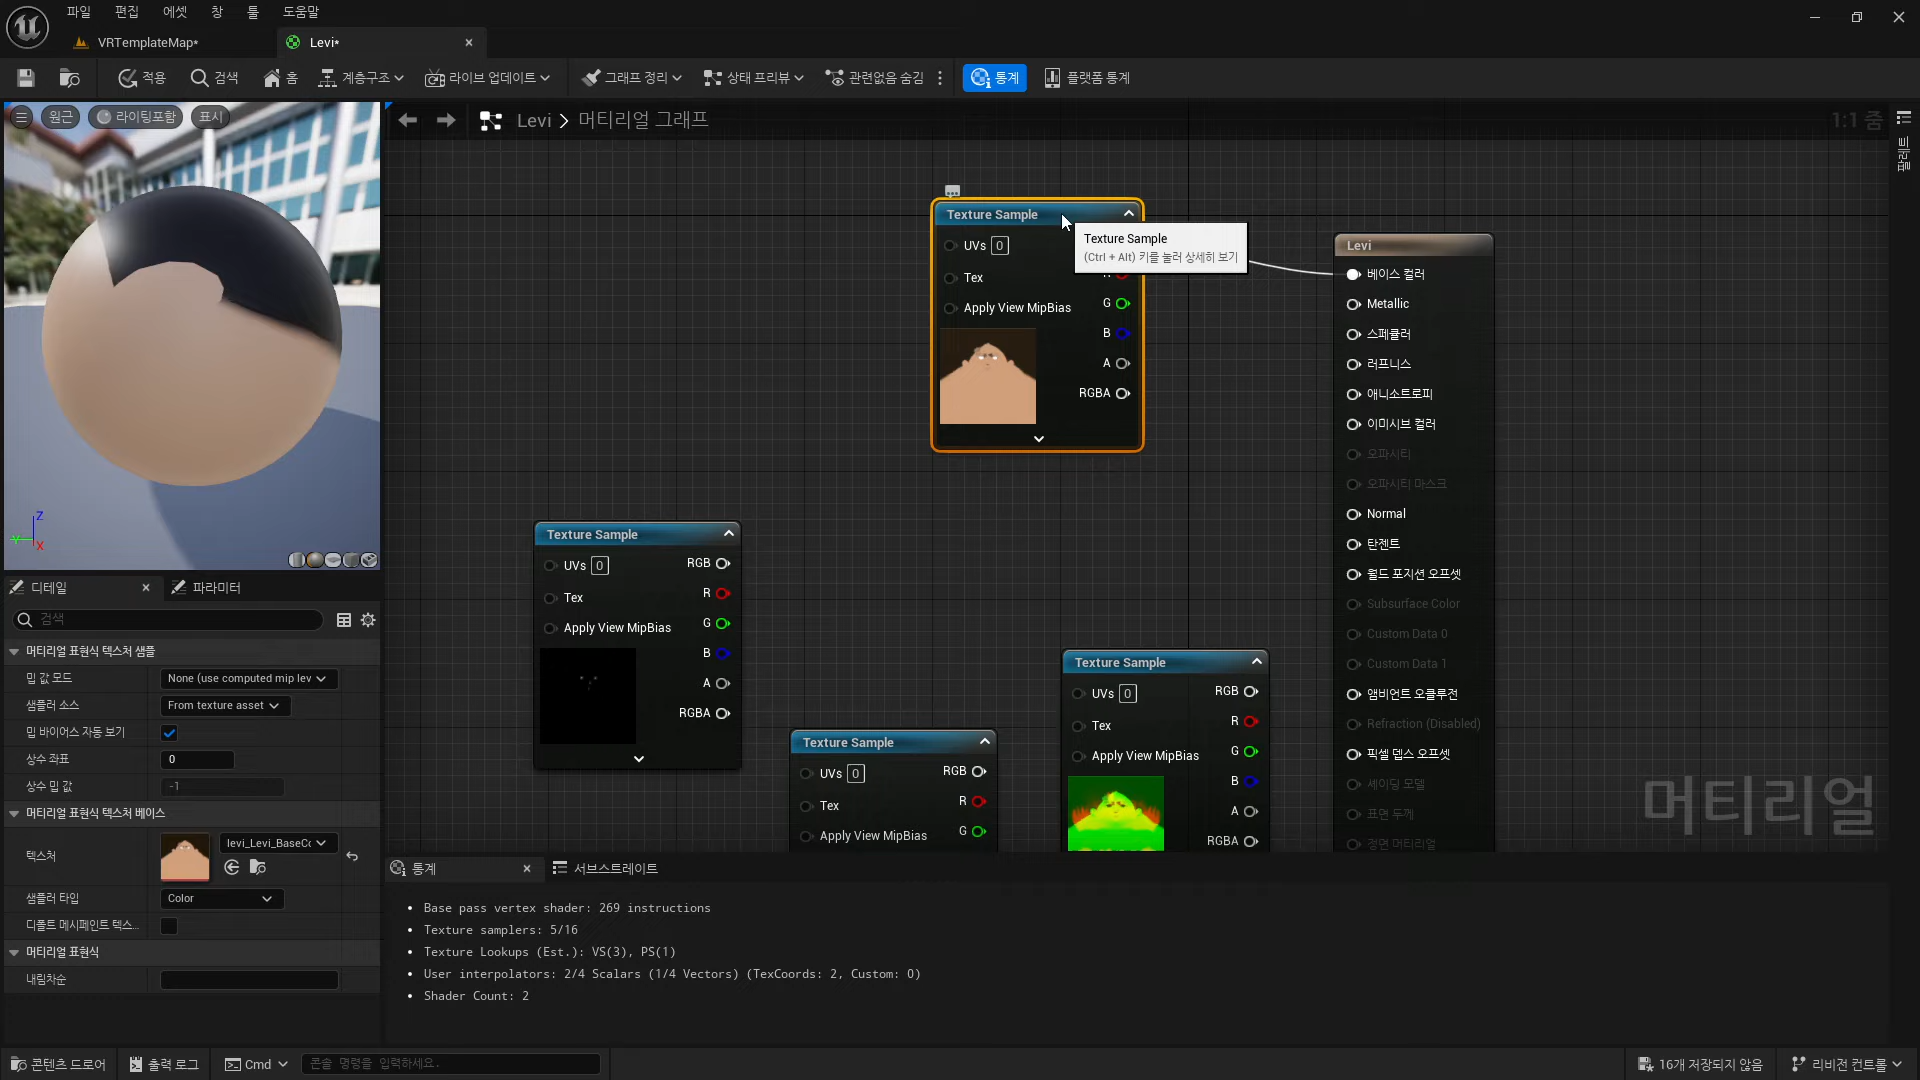 파일 편집 에셋 창 툴 도움말
VRTemplateMap*
Levi*
적용 검색 홈 계층구조 라이브 업데이트 그래프 정리 상태 프리뷰 관련없음 숨김 통계 플랫폼 통계
원근 라이팅포함 표시
Levi > 머티리얼 그래프
1:1 줌
팔레트
Texture Sample
UVs 0
Tex
Apply View MipBias
G
B
A
RGBA
Texture Sample
(Ctrl + Alt) 키를 눌러 상세히 보기
Levi
베이스 컬러
Metallic
스페큘러
러프니스
애니소트로피
이미시브 컬러
오파시티
오파시티 마스크
Normal
탄젠트
월드 포지션 오프셋
Subsurface Color
Custom Data 0
Custom Data 1
앰비언트 오클루전
Refraction (Disabled)
픽셀 뎁스 오프셋
셰이딩 모델
표면 두께
정면 머티리얼
Texture Sample
UVs 0
RGB
Tex
R
Apply View MipBias
G
B
A
RGBA
Texture Sample
UVs 0
RGB
Tex
R
Apply View MipBias
G
Texture Sample
UVs 0
RGB
Tex
R
Apply View MipBias
G
B
A
RGBA
머티리얼
Z
Y
X
디테일
파라미터
검색
머티리얼 표현식 텍스처 샘플
밉 값 모드 None (use computed mip lev
샘플러 소스 From texture asset
밉 바이어스 자동 보기
상수 좌표 0
상수 밉 값 -1
머티리얼 표현식 텍스처 베이스
텍스처 levi_Levi_BaseCo
샘플러 타입 Color
디폴트 메시페인트 텍스...
머티리얼 표현식
내림차순
통계
서브스트레이트
• Base pass vertex shader: 269 instructions
• Texture samplers: 5/16
• Texture Lookups (Est.): VS(3), PS(1)
• User interpolators: 2/4 Scalars (1/4 Vectors) (TexCoords: 2, Custom: 0)
• Shader Count: 2
콘텐츠 드로어 출력 로그 Cmd 콘솔 명령을 입력하세요. 16개 저장되지 않음 리비전 컨트롤